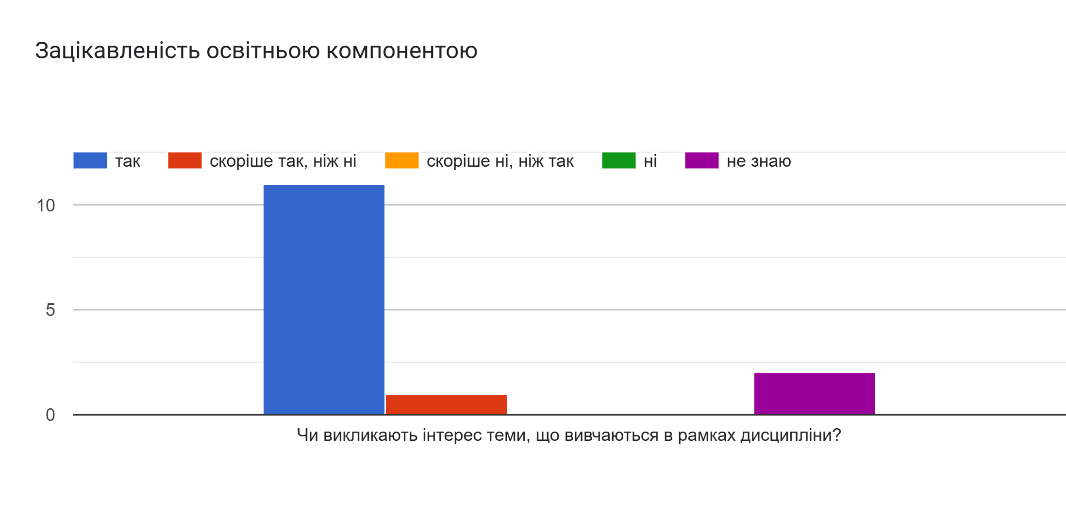 Зацікавленість освітньою компонентою
так скоріше так, ніж ні скоріше ні, ніж так ні не знаю
10
5
0
Чи викликають інтерес теми, що вивчаються в рамках дисципліни?